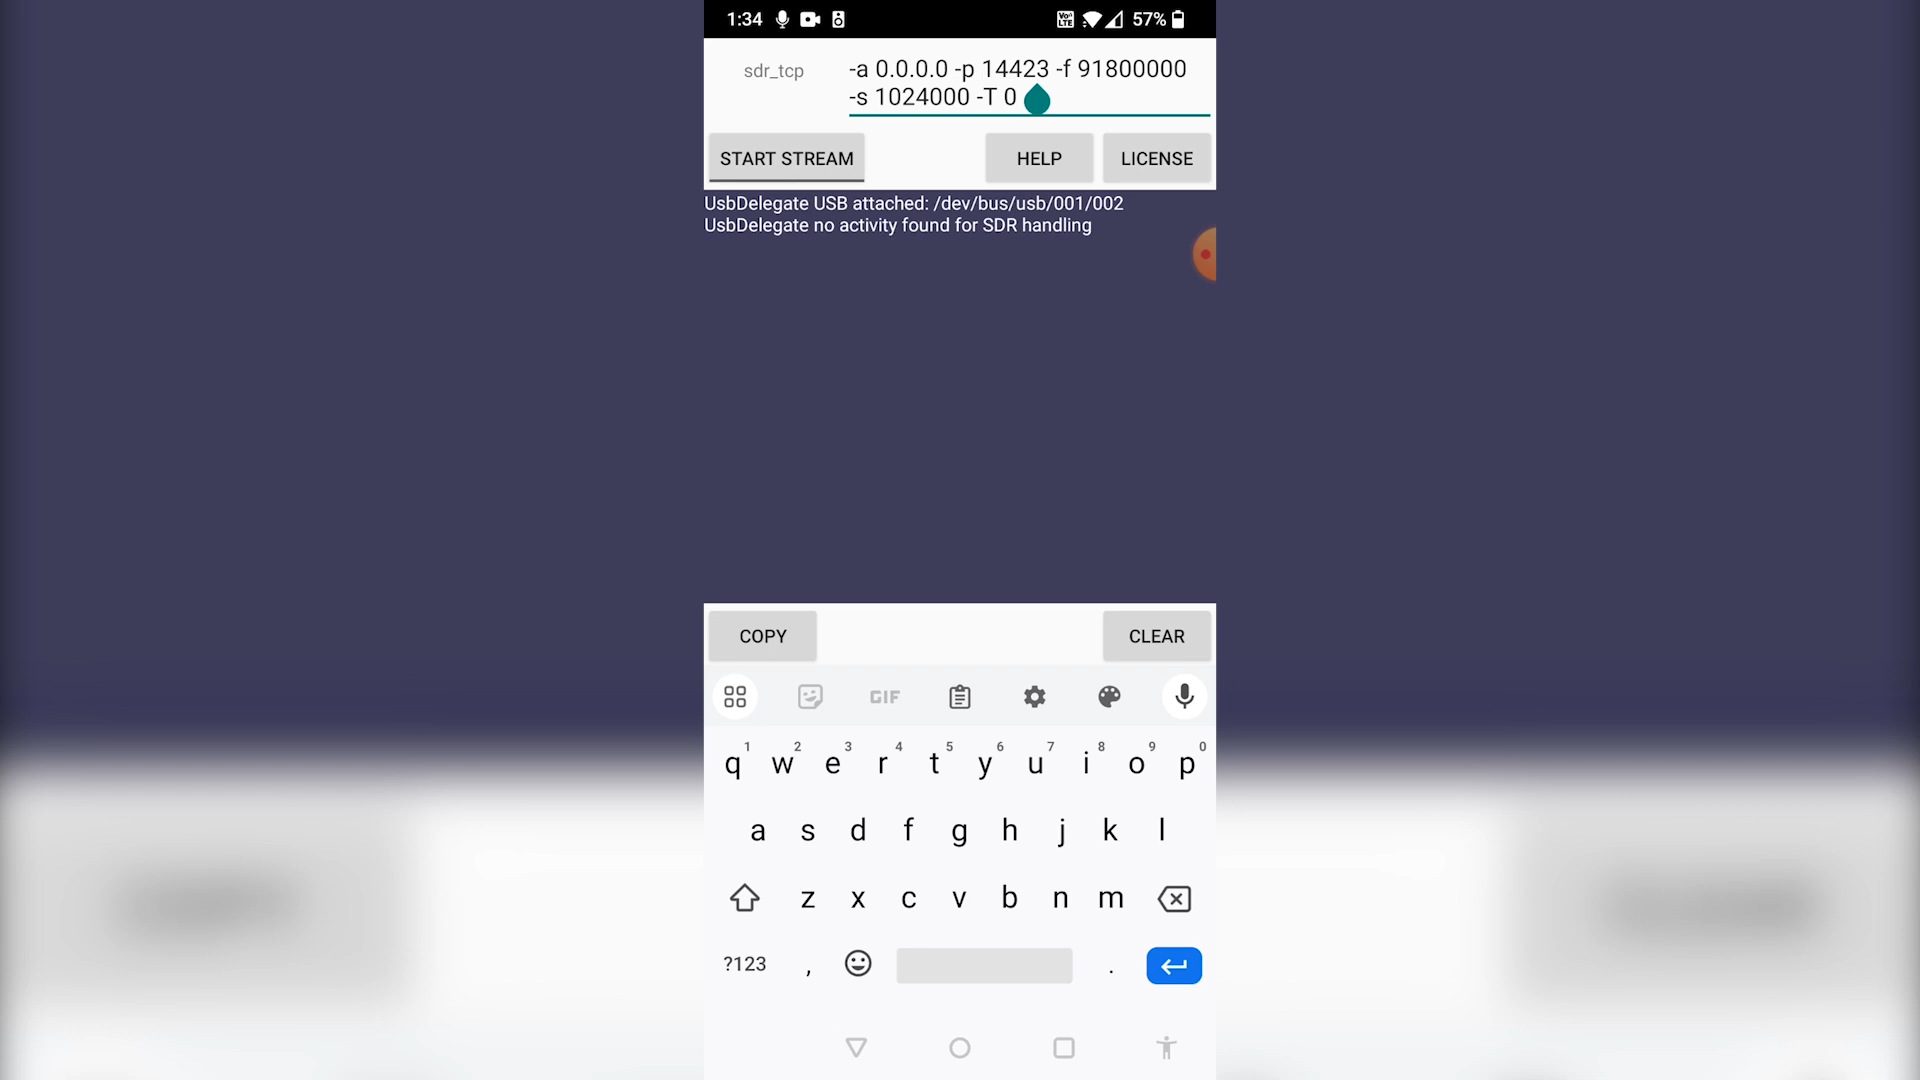 1:34 VoLTE 57%
sdr_tcp
-a 0.0.0.0 -p 14423 -f 91800000
-s 1024000 -T 0
START STREAM HELP LICENSE
UsbDelegate USB attached: /dev/bus/usb/001/002
UsbDelegate no activity found for SDR handling
COPY CLEAR
GIF
1 2 3 4 5 6 7 8 9 0
q w e r t y u i o p
a s d f g h j k l
z x c v b n m
?123 , .